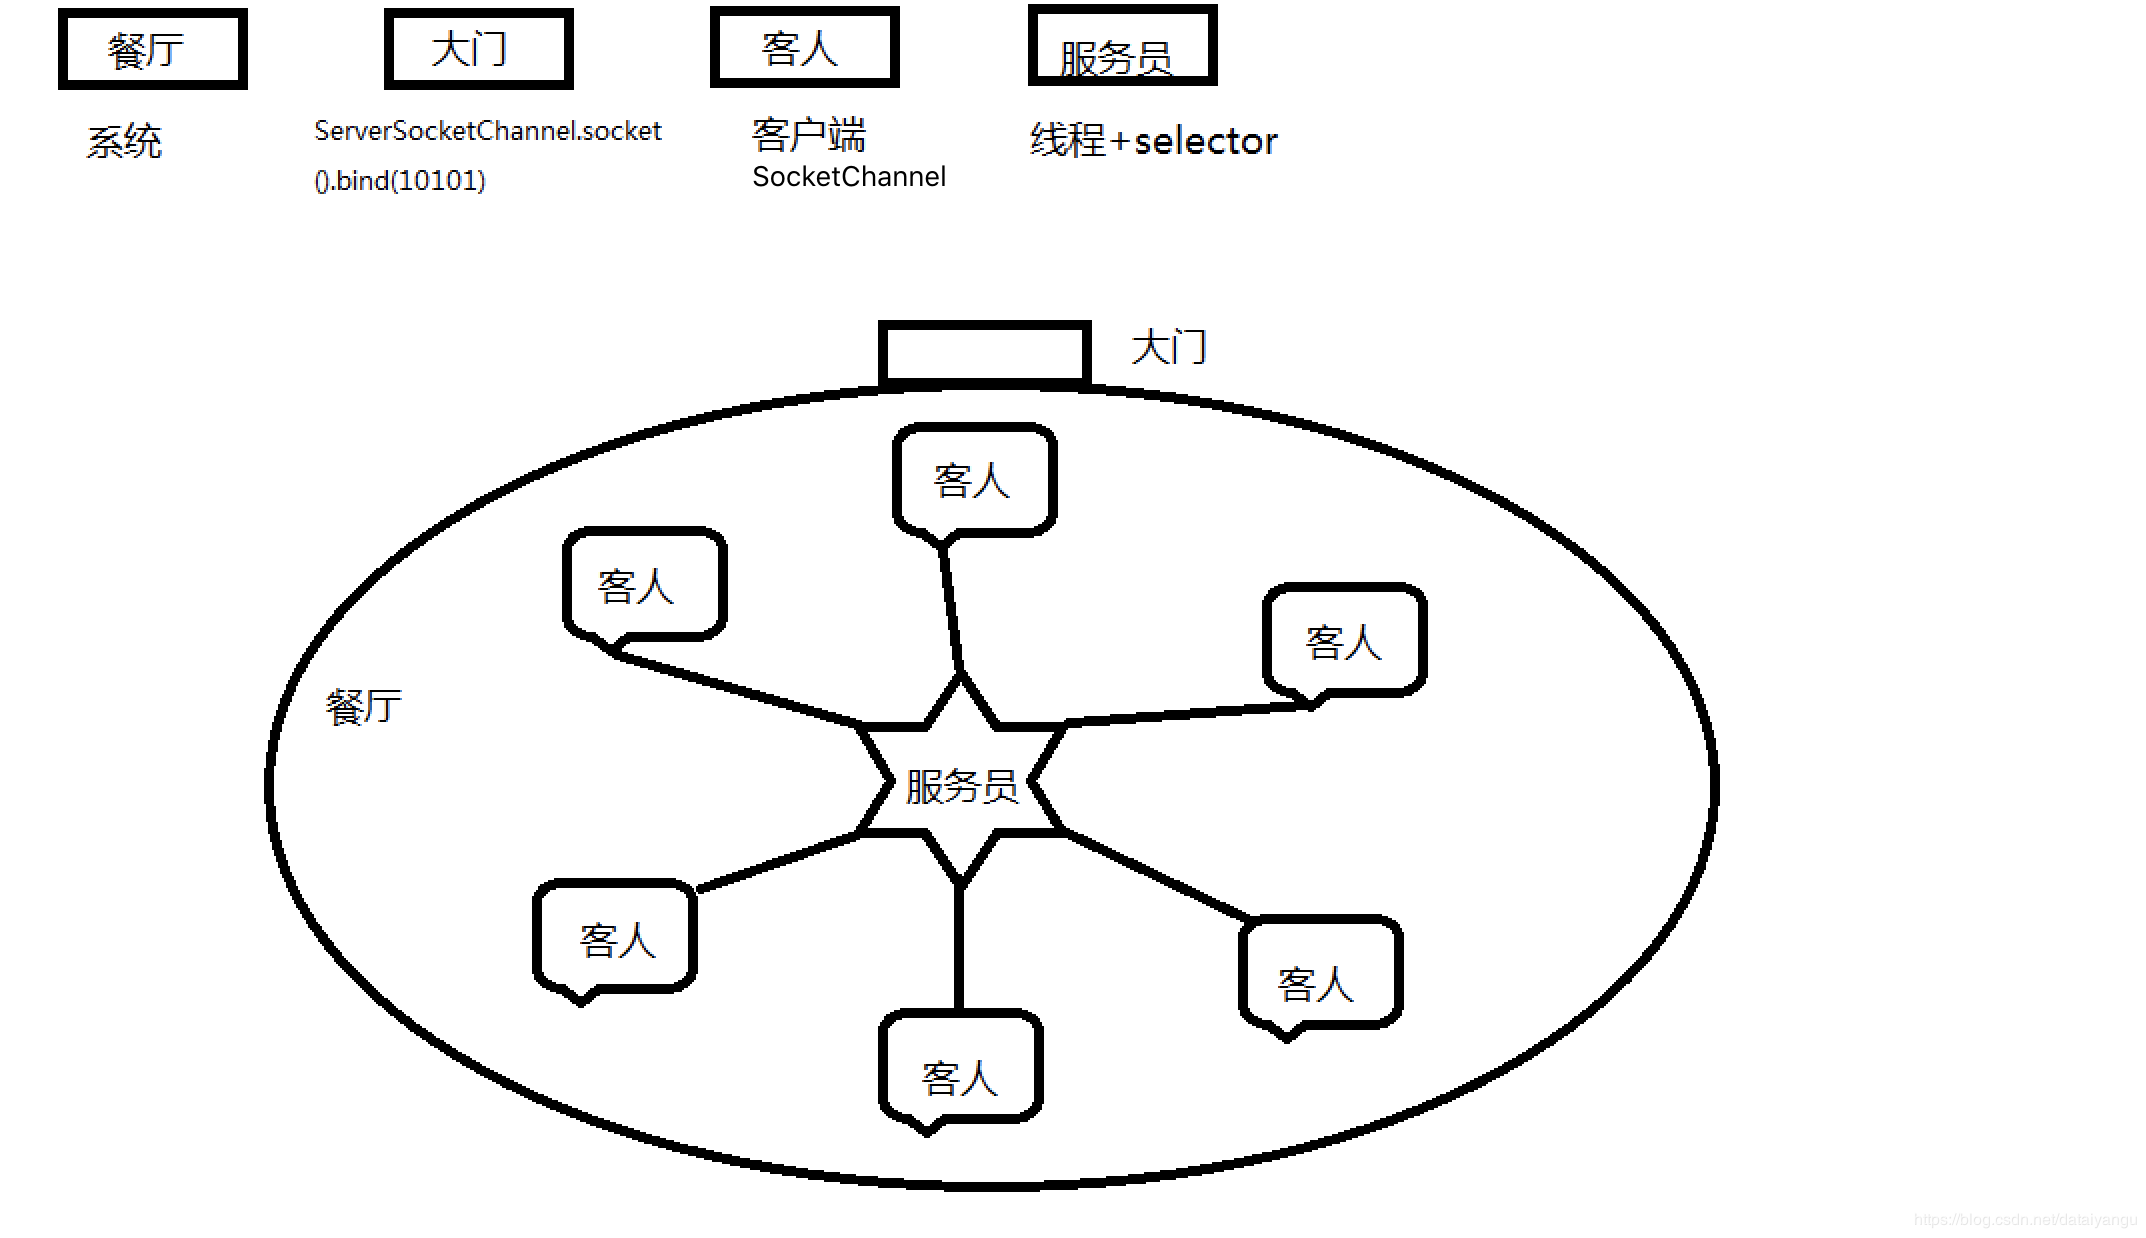 餐厅
大门
客人
服务员
系统
ServerSocketChannel.socket
().bind(10101)
客户端
SocketChannel
线程+selector
大门
客人
客人
客人
餐厅
服务员
客人
客人
客人
https://blog.csdn.net/dataiyangu